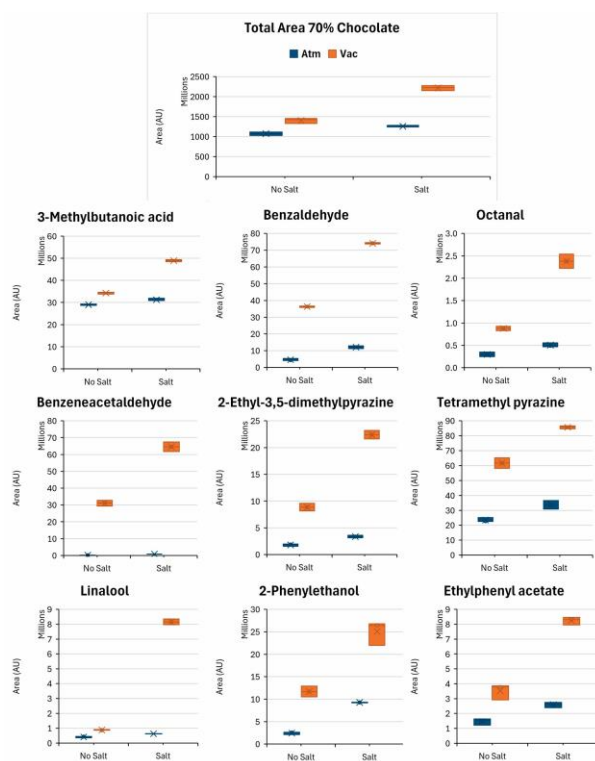 Total Area 70% Chocolate
Atm Vac
Millions
Area (AU)
2500
2000
1500
1000
500
0
No Salt Salt
3-Methylbutanoic acid
Millions
Area (AU)
60
50
40
30
20
10
0
No Salt Salt
Benzaldehyde
Millions
Area (AU)
80
70
60
50
40
30
20
10
0
No Salt Salt
Octanal
Millions
Area (AU)
3.0
2.5
2.0
1.5
1.0
0.5
0.0
No Salt Salt
Benzeneacetaldehyde
Millions
Area (AU)
80
70
60
50
40
30
20
10
0
No Salt Salt
2-Ethyl-3,5-dimethylpyrazine
Millions
Area (AU)
25
20
15
10
5
0
No Salt Salt
Tetramethyl pyrazine
Millions
Area (AU)
90
80
70
60
50
40
30
20
10
0
No Salt Salt
Linalool
Millions
Area (AU)
9
8
7
6
5
4
3
2
1
0
No Salt Salt
2-Phenylethanol
Millions
Area (AU)
30
25
20
15
10
5
0
No Salt Salt
Ethylphenyl acetate
Millions
Area (AU)
9
8
7
6
5
4
3
2
1
0
No Salt Salt